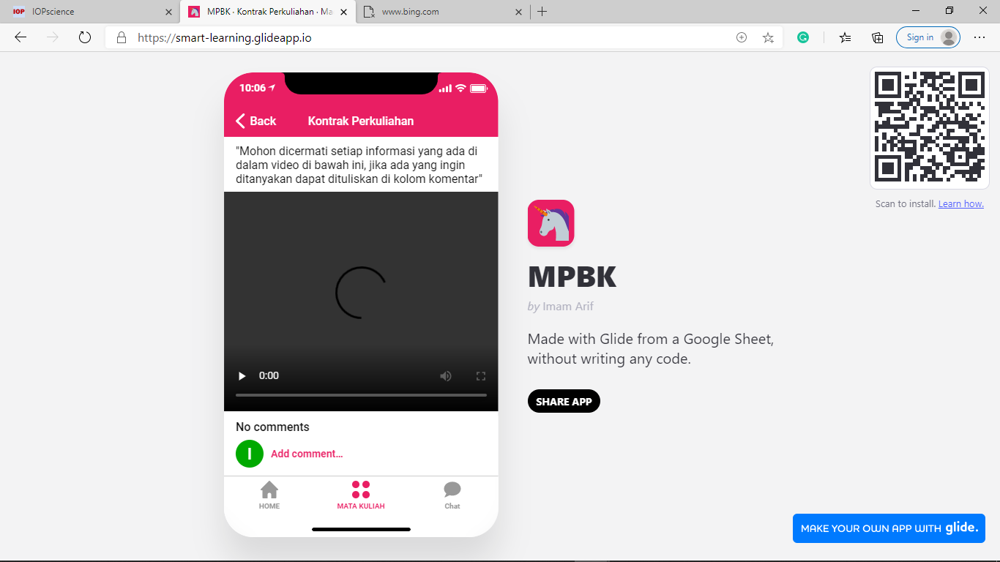 IOP IOPscience
MPBK · Kontrak Perkuliahan · Ma
www.bing.com
https://smart-learning.glideapp.io
Sign in
10:06
Back
Kontrak Perkuliahan
"Mohon dicermati setiap informasi yang ada di
dalam video di bawah ini, jika ada yang ingin
ditanyakan dapat dituliskan di kolom komentar"
0:00
No comments
I
Add comment...
HOME
MATA KULIAH
Chat
MPBK
by Imam Arif
Made with Glide from a Google Sheet,
without writing any code.
SHARE APP
Scan to install. Learn how.
MAKE YOUR OWN APP WITH glide.